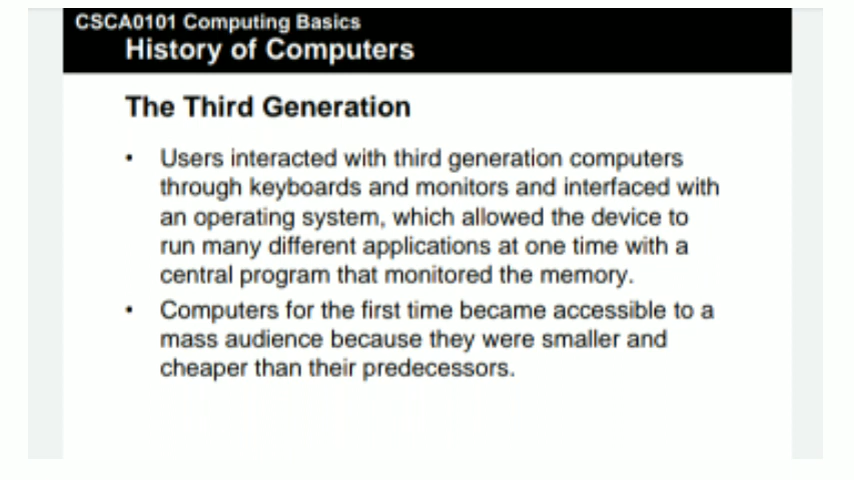 CSCA0101 Computing Basics
History of Computers
The Third Generation
• Users interacted with third generation computers
through keyboards and monitors and interfaced with
an operating system, which allowed the device to
run many different applications at one time with a
central program that monitored the memory.
• Computers for the first time became accessible to a
mass audience because they were smaller and
cheaper than their predecessors.